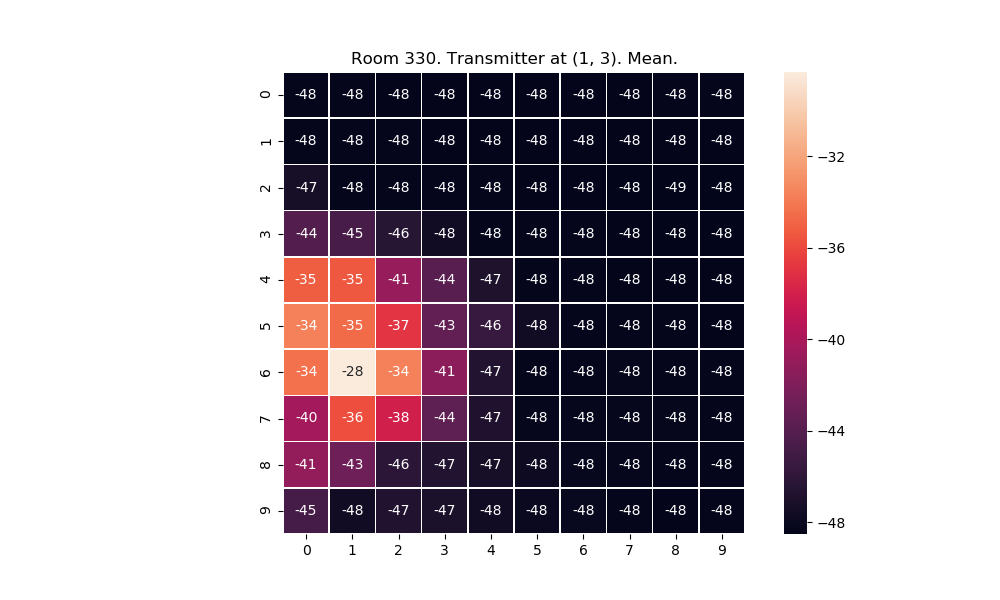 Room 330. Transmitter at (1, 3). Mean.
0 -48 -48 -48 -48 -48 -48 -48 -48 -48 -48
1 -48 -48 -48 -48 -48 -48 -48 -48 -48 -48
−32
2 -47 -48 -48 -48 -48 -48 -48 -48 -49 -48
3 -44 -45 -46 -48 -48 -48 -48 -48 -48 -48
−36
4 -35 -35 -41 -44 -47 -48 -48 -48 -48 -48
5 -34 -35 -37 -43 -46 -48 -48 -48 -48 -48
−40
6 -34 -28 -34 -41 -47 -48 -48 -48 -48 -48
7 -40 -36 -38 -44 -47 -48 -48 -48 -48 -48
−44
8 -41 -43 -46 -47 -47 -48 -48 -48 -48 -48
9 -45 -48 -47 -47 -48 -48 -48 -48 -48 -48
−48
0 1 2 3 4 5 6 7 8 9